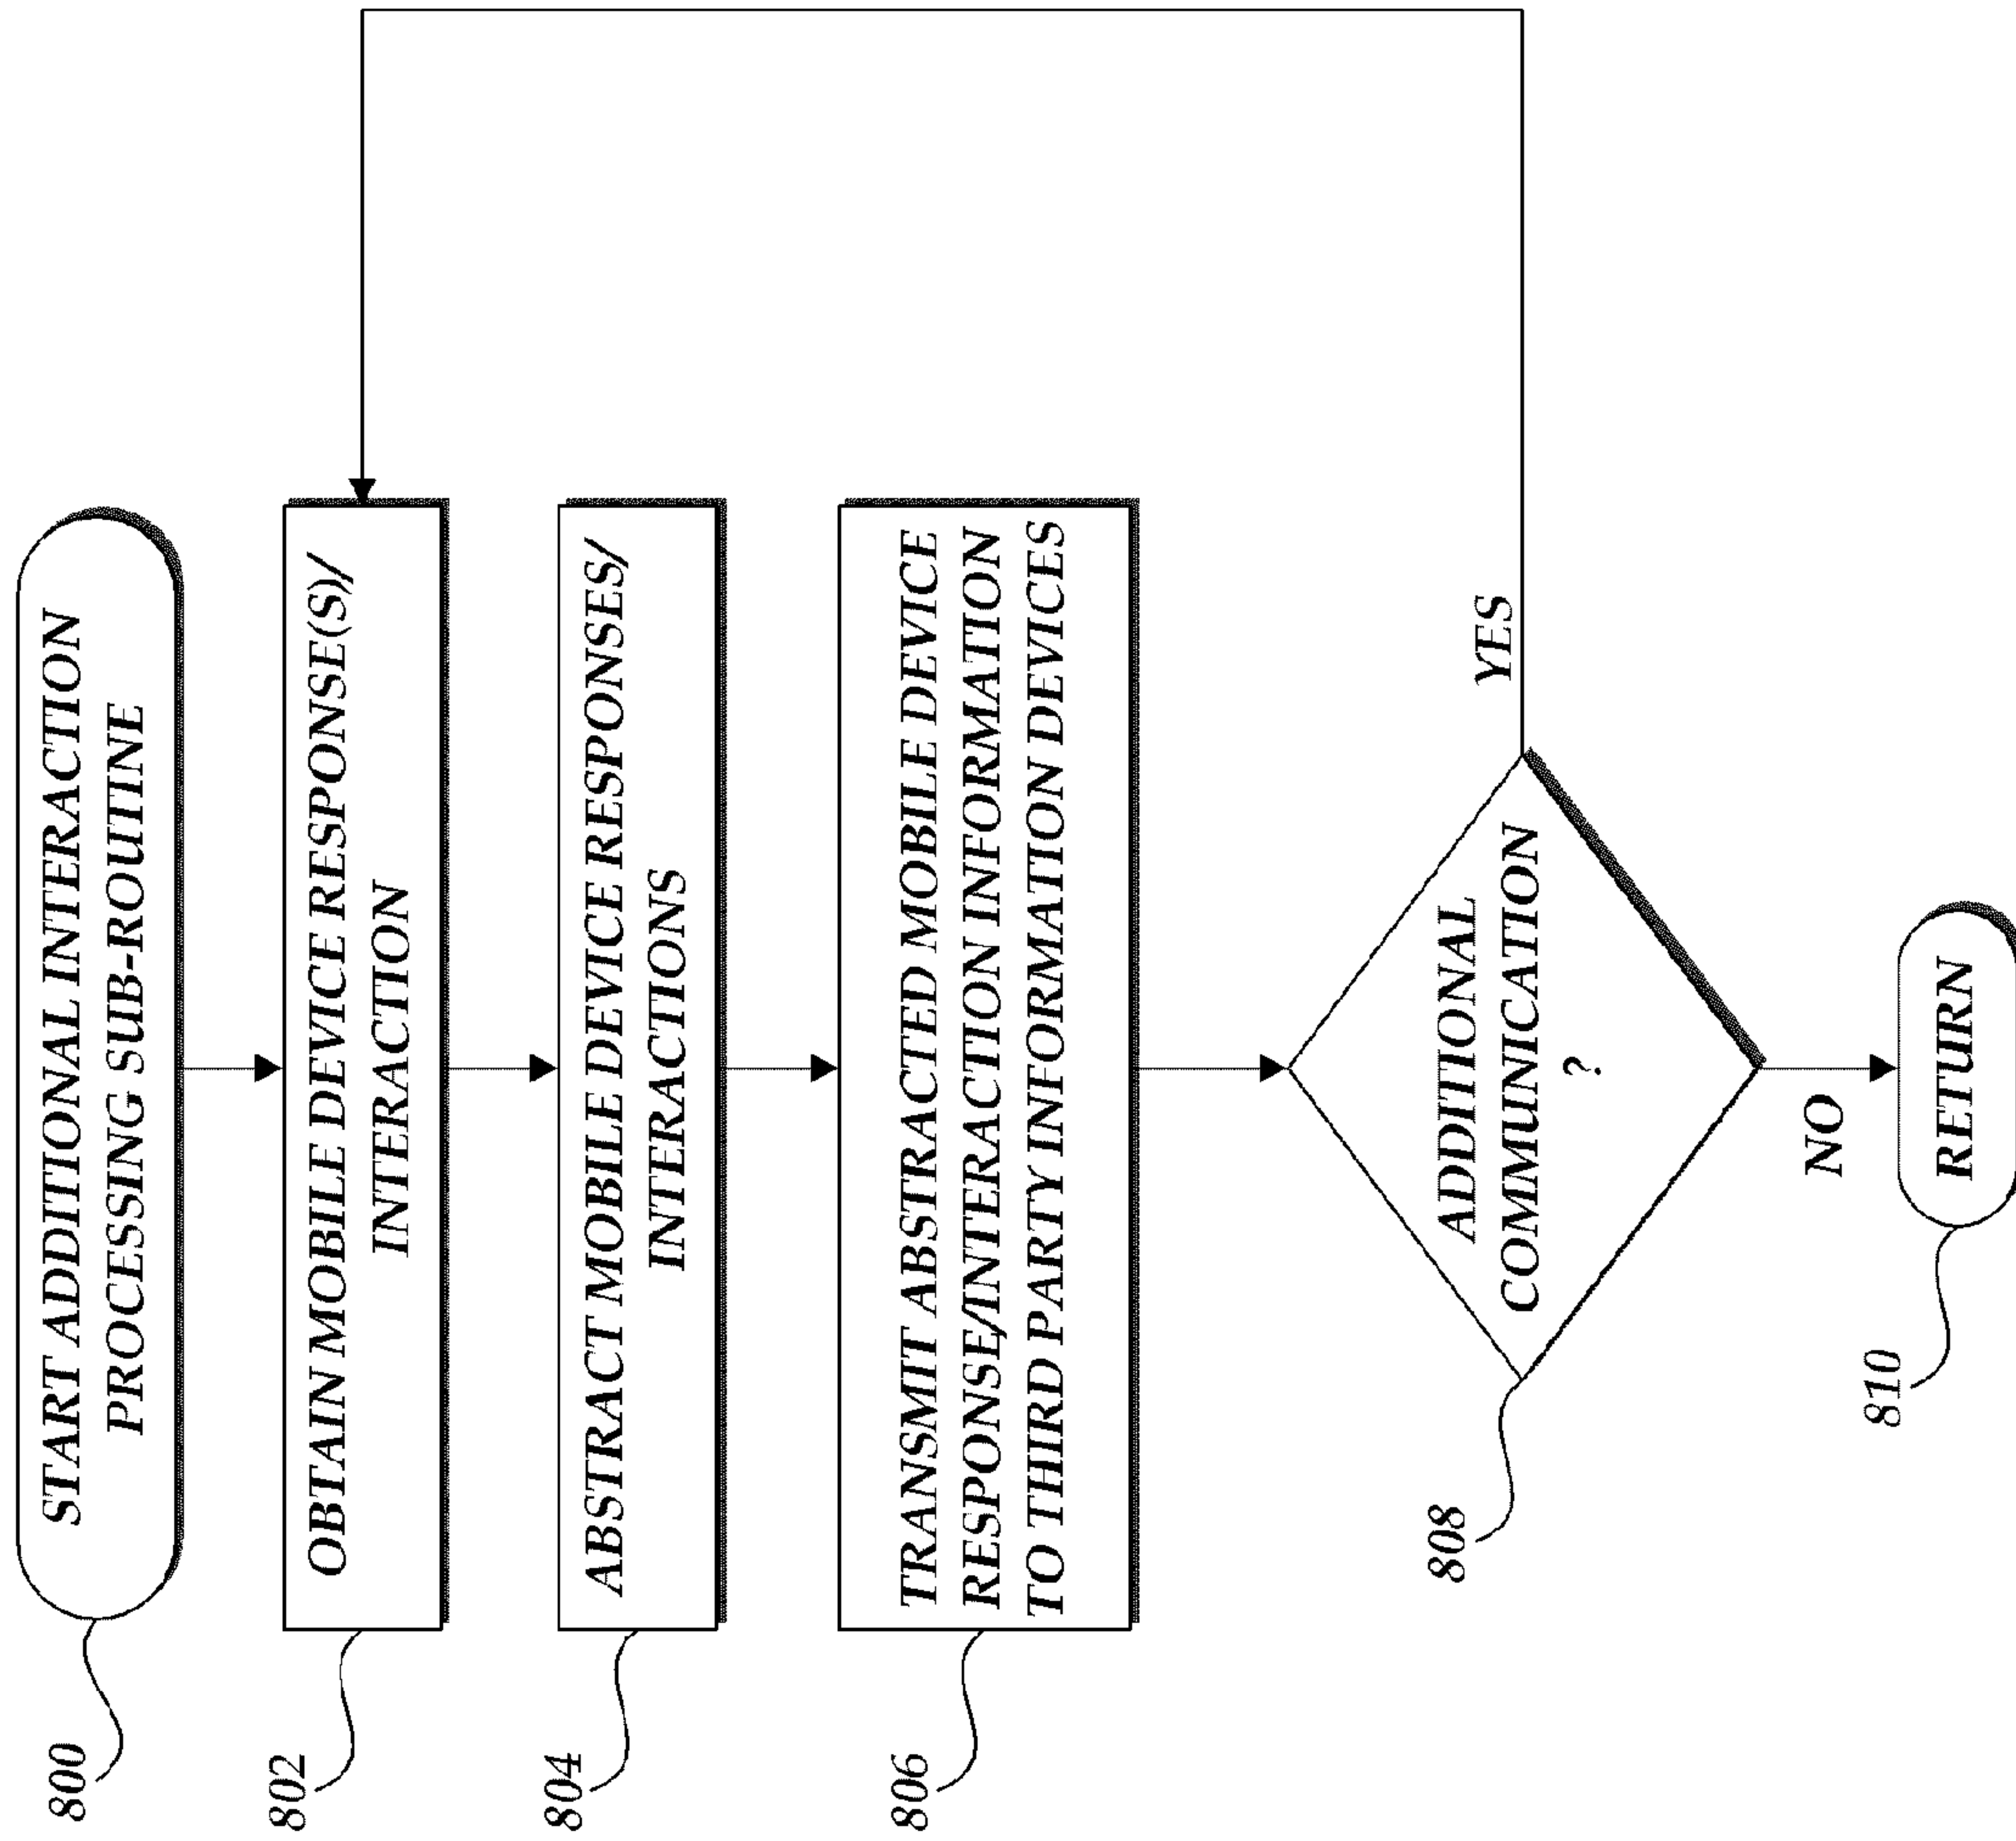 START ADDITIONAL INTERACTION
PROCESSING SUB-ROUTINE
800
OBTAIN MOBILE DEVICE RESPONSE(S)/
INTERACTION
802
ABSTRACT MOBILE DEVICE RESPONSES/
INTERACTIONS
804
TRANSMIT ABSTRACTED MOBILE DEVICE
RESPONSE/INTERACTION INFORMATION
TO THIRD PARTY INFORMATION DEVICES
806
ADDITIONAL
COMMUNICATION
?
808
YES
NO
RETURN
810